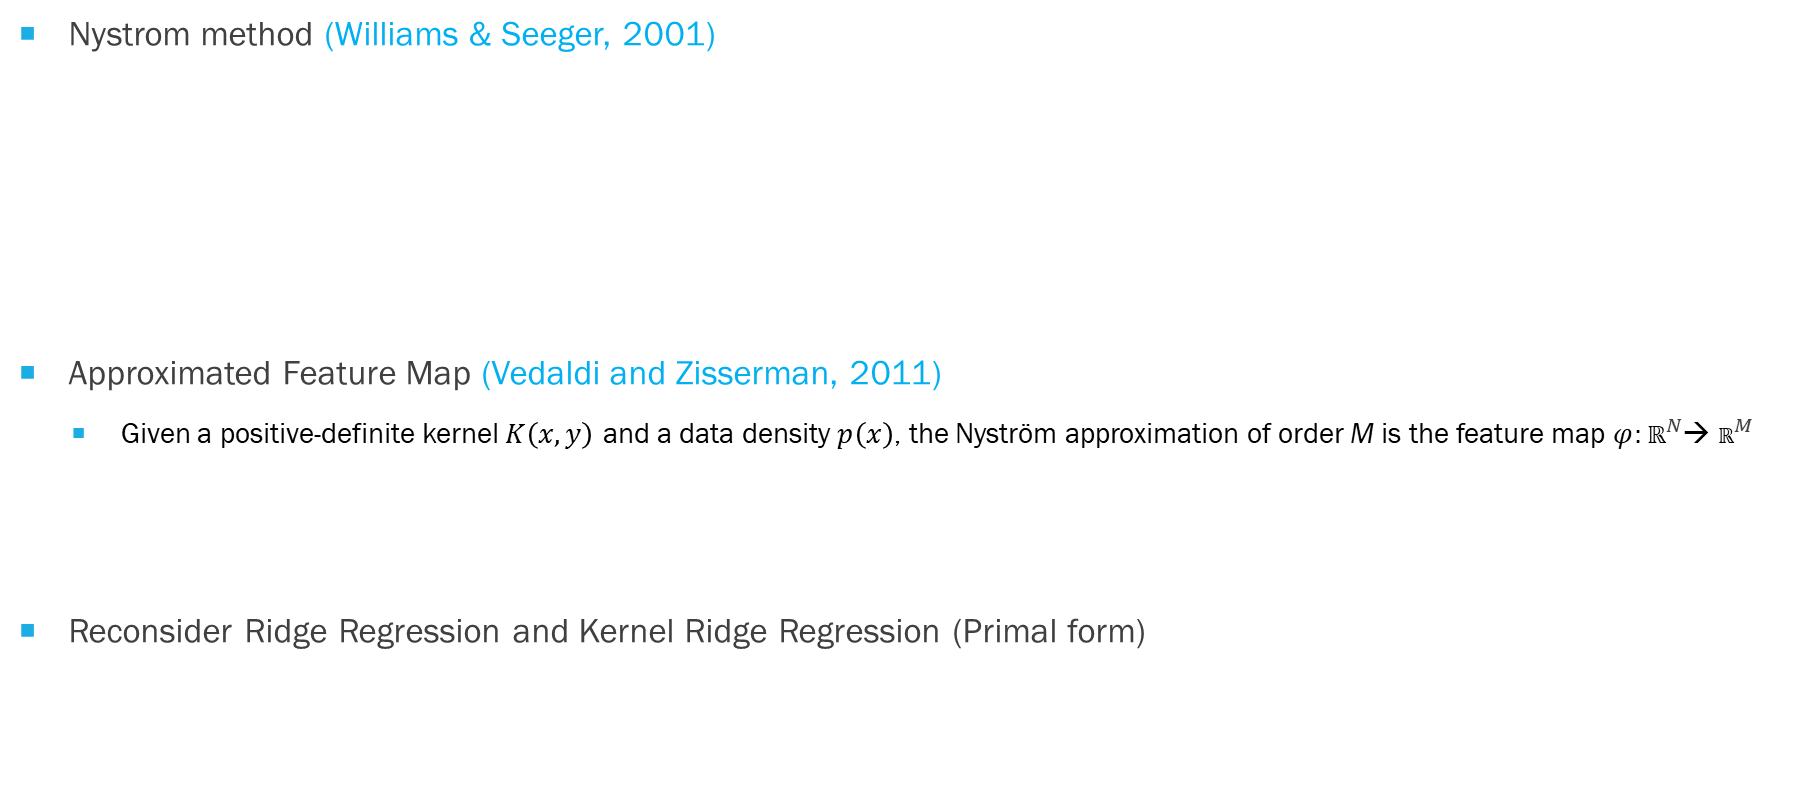 ▪ Nystrom method (Williams & Seeger, 2001)
▪ Approximated Feature Map (Vedaldi and Zisserman, 2011)
▪ Given a positive-definite kernel K(x, y) and a data density p(x), the Nyström approximation of order M is the feature map φ: ℝ^N → ℝ^M
▪ Reconsider Ridge Regression and Kernel Ridge Regression (Primal form)